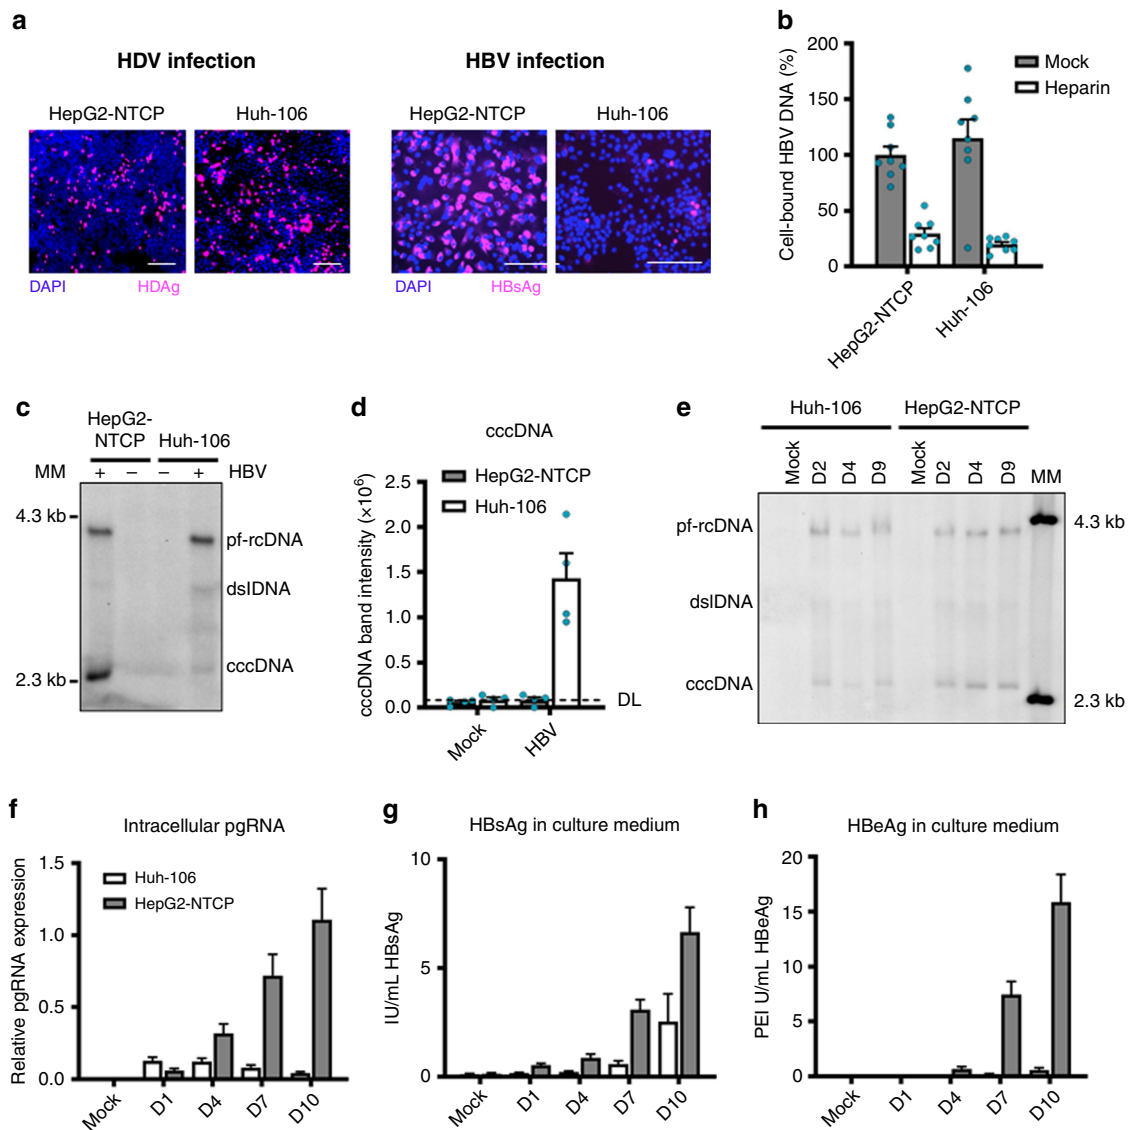 a
HDV infection
HBV infection
HepG2-NTCP
Huh-106
HepG2-NTCP
Huh-106
DAPI
HDAg
DAPI
HBsAg
b
Cell-bound HBV DNA (%)
200
150
100
50
0
Mock
Heparin
HepG2-NTCP
Huh-106
c
HepG2-
NTCP
Huh-106
MM
+
–
–
+
HBV
4.3 kb
2.3 kb
pf-rcDNA
dslDNA
cccDNA
d
cccDNA
cccDNA band intensity (×10⁶)
2.5
2.0
1.5
1.0
0.5
0.0
HepG2-NTCP
Huh-106
DL
Mock
HBV
e
Huh-106
HepG2-NTCP
Mock
D2
D4
D9
Mock
D2
D4
D9
MM
pf-rcDNA
dslDNA
cccDNA
4.3 kb
2.3 kb
f
Intracellular pgRNA
Relative pgRNA expression
1.5
1.0
0.5
0.0
Huh-106
HepG2-NTCP
Mock
D1
D4
D7
D10
g
HBsAg in culture medium
IU/mL HBsAg
10
5
0
Mock
D1
D4
D7
D10
h
HBeAg in culture medium
PEI U/mL HBeAg
20
15
10
5
0
Mock
D1
D4
D7
D10